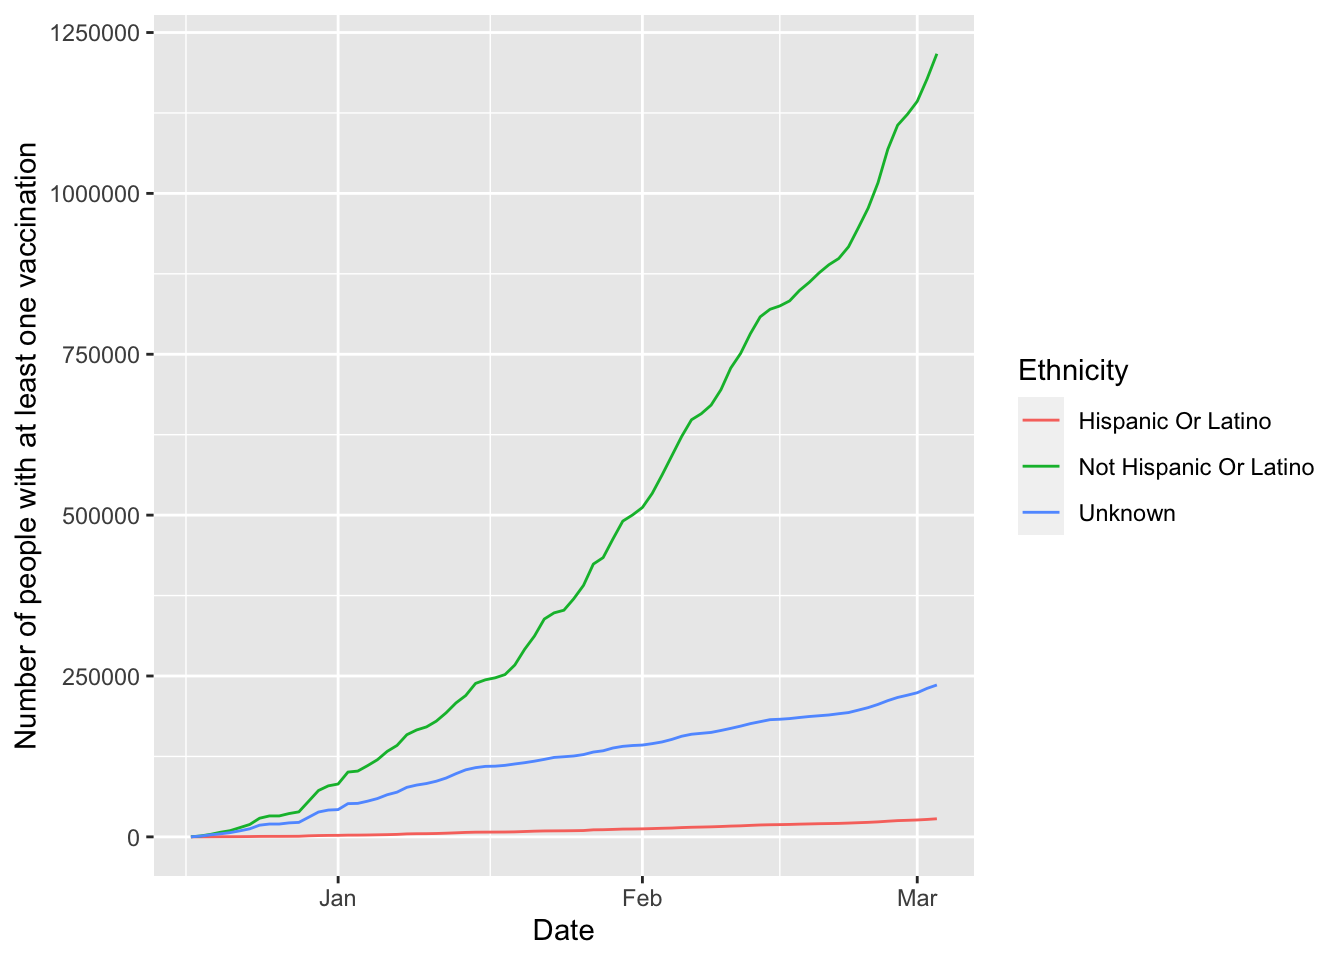 1250000
1000000
750000
500000
250000
0
Number of people with at least one vaccination
Jan Feb Mar
Date
Ethnicity
Hispanic Or Latino
Not Hispanic Or Latino
Unknown